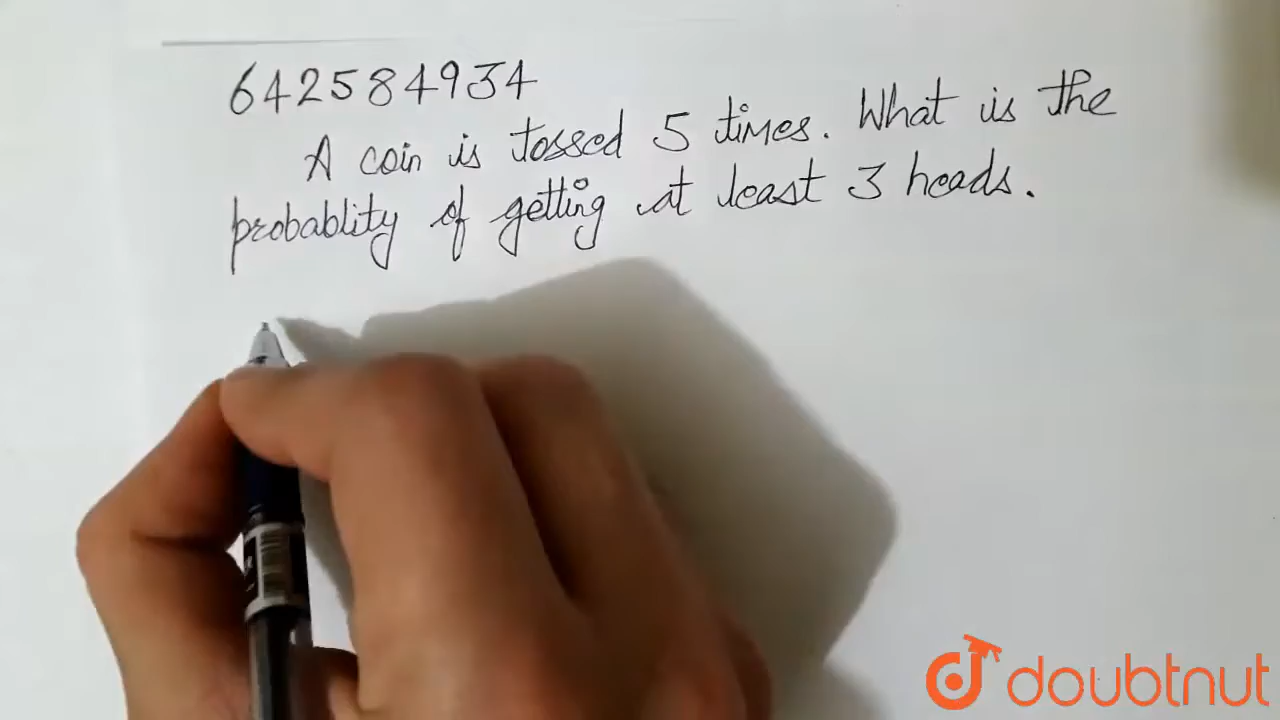 642584934
A coin is tossed 5 times. What is the
probablity of getting at least 3 heads.
doubtnut